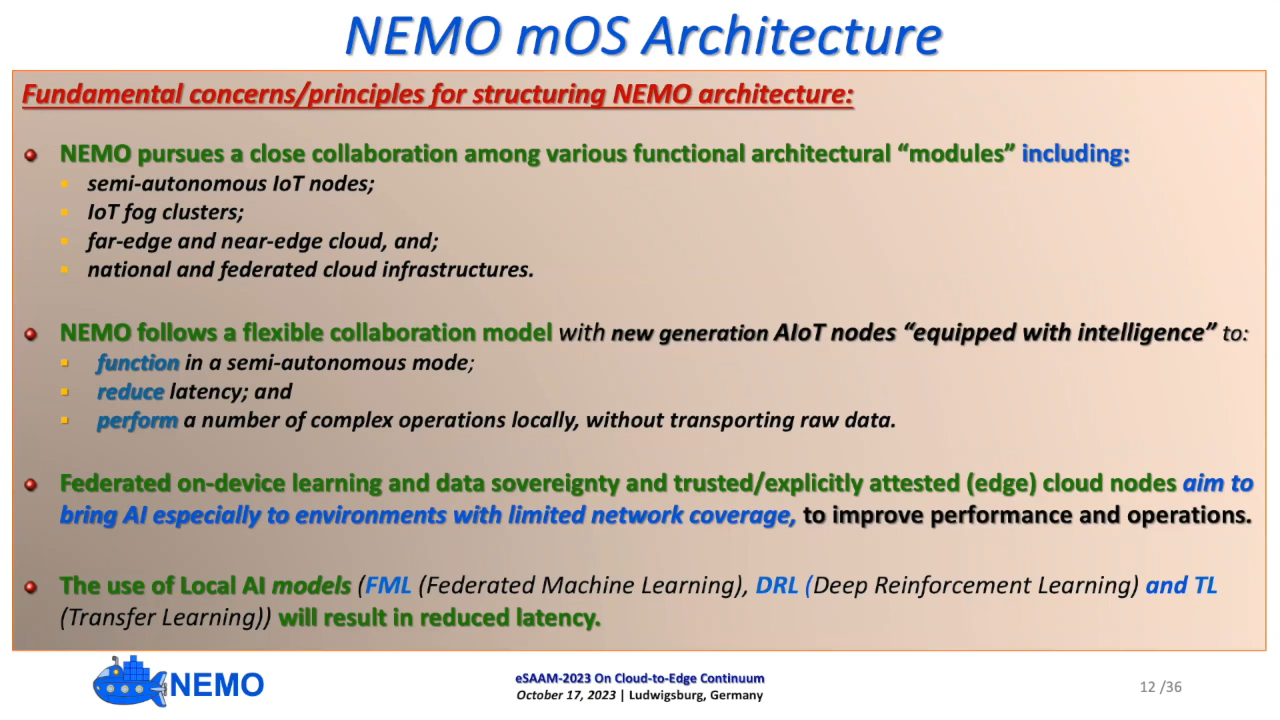 NEMO mOS Architecture
Fundamental concerns/principles for structuring NEMO architecture:
NEMO pursues a close collaboration among various functional architectural “modules” including:
semi-autonomous IoT nodes;
IoT fog clusters;
far-edge and near-edge cloud, and;
national and federated cloud infrastructures.
NEMO follows a flexible collaboration model with new generation AIoT nodes “equipped with intelligence” to:
function in a semi-autonomous mode;
reduce latency; and
perform a number of complex operations locally, without transporting raw data.
Federated on-device learning and data sovereignty and trusted/explicitly attested (edge) cloud nodes aim to
bring AI especially to environments with limited network coverage, to improve performance and operations.
The use of Local AI models (FML (Federated Machine Learning), DRL (Deep Reinforcement Learning) and TL
(Transfer Learning)) will result in reduced latency.
NEMO
eSAAM-2023 On Cloud-to-Edge Continuum
October 17, 2023 | Ludwigsburg, Germany
12 /36